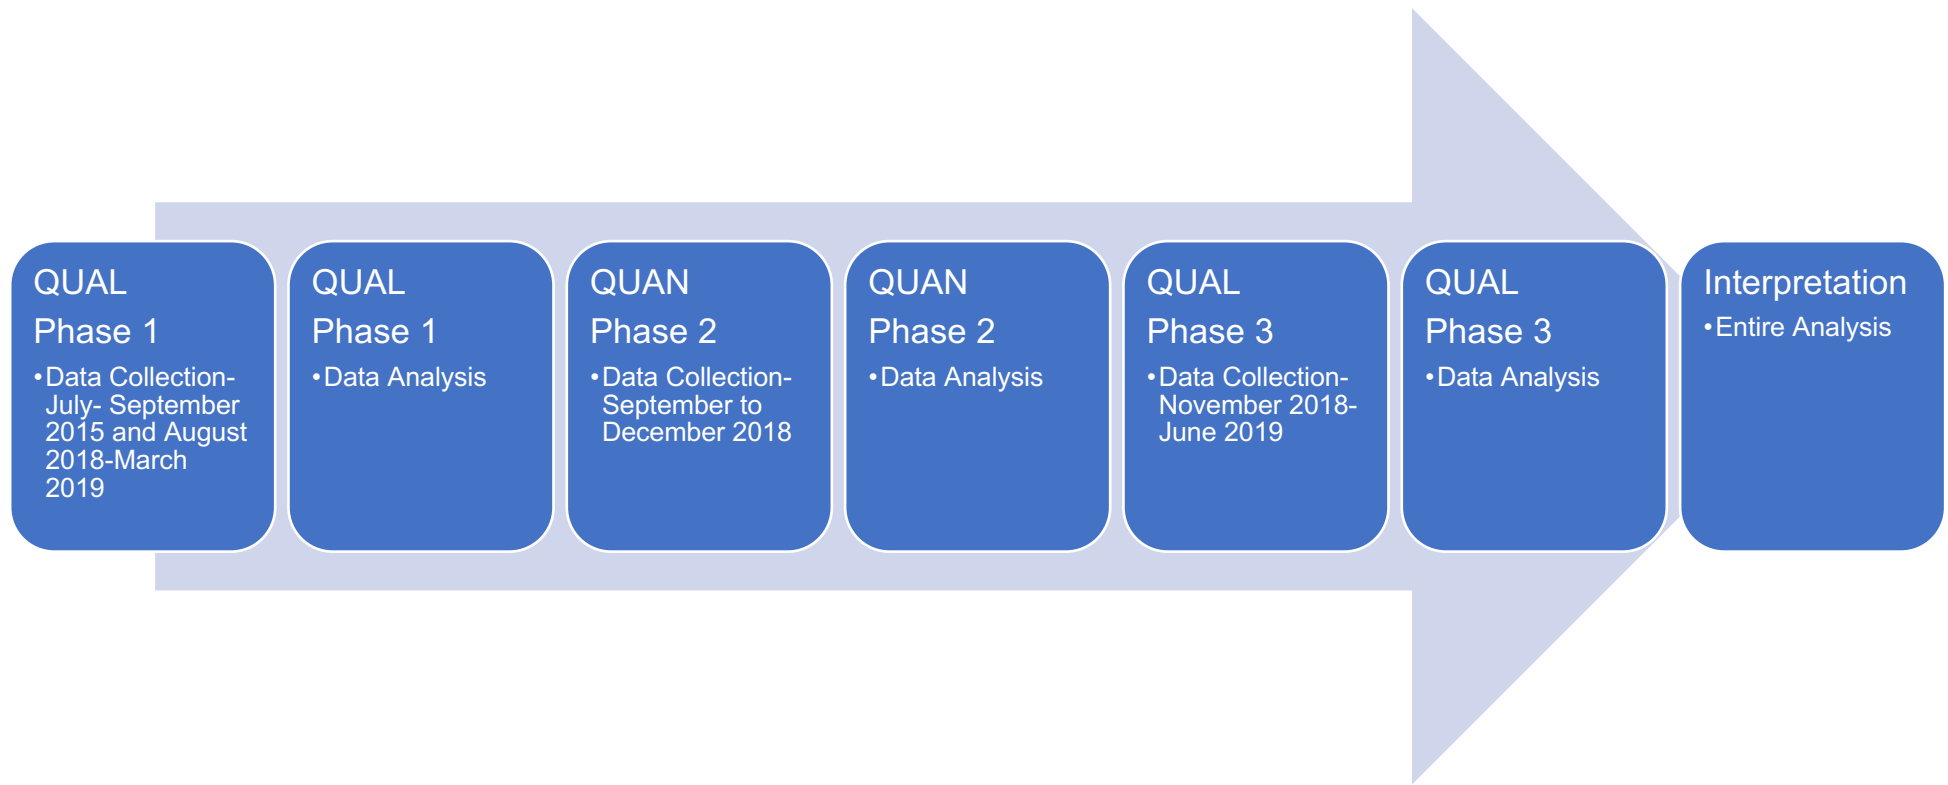 QUAL
Phase 1
•Data Collection-
July- September
2015 and August
2018-March
2019
QUAL
Phase 1
•Data Analysis
QUAN
Phase 2
•Data Collection-
September to
December 2018
QUAN
Phase 2
•Data Analysis
QUAL
Phase 3
•Data Collection-
November 2018-
June 2019
QUAL
Phase 3
•Data Analysis
Interpretation
•Entire Analysis